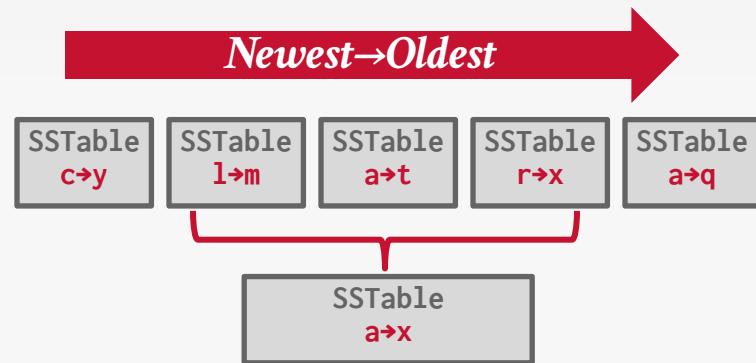 Newest→Oldest
SSTable SSTable SSTable SSTable SSTable
c→y l→m a→t r→x a→q
SSTable
a→x